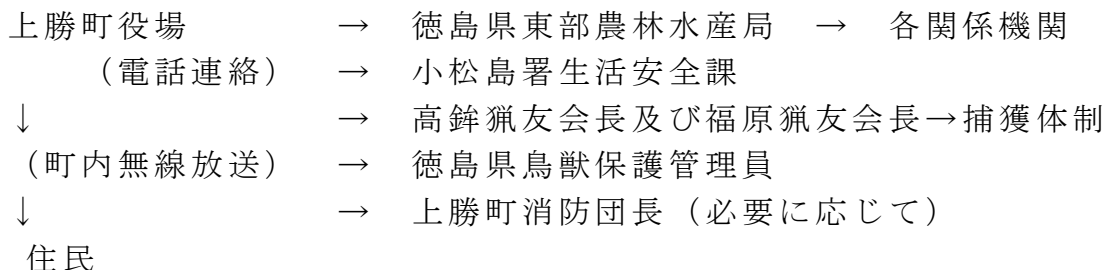 上勝町役場 → 徳島県東部農林水産局 → 各関係機関
（電話連絡） → 小松島署生活安全課
↓ → 高鉾猟友会長及び福原猟友会長→捕獲体制
（町内無線放送） → 徳島県鳥獣保護管理員
↓ → 上勝町消防団長（必要に応じて）
住民